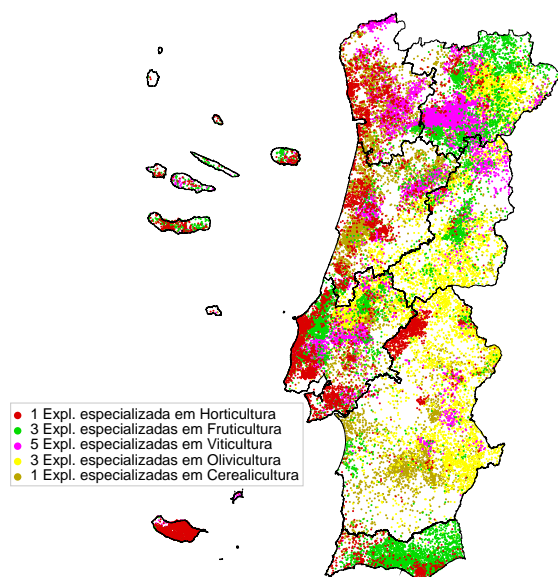 1 Expl. especializada em Horticultura
3 Expl. especializadas em Fruticultura
5 Expl. especializadas em Viticultura
3 Expl. especializadas em Olivicultura
1 Expl. especializadas em Cerealicultura